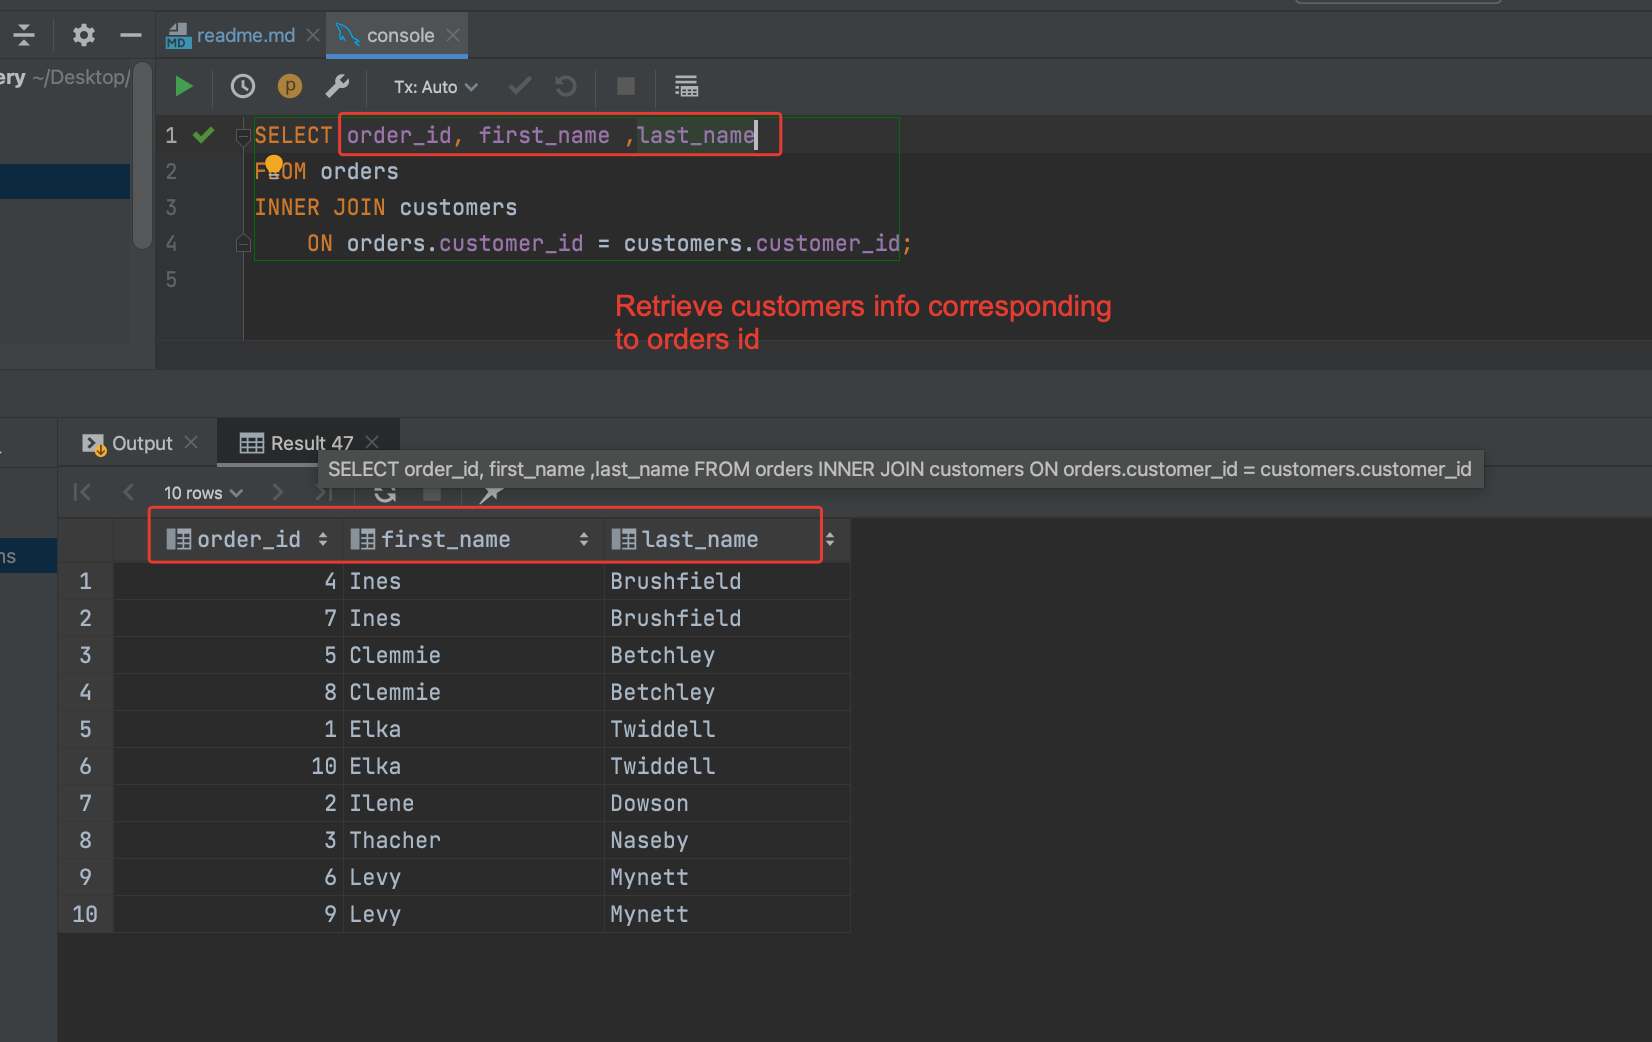 readme.md
console
ery ~/Desktop/
Tx: Auto
1 SELECT order_id, first_name ,last_name
2 FROM orders
3 INNER JOIN customers
4 ON orders.customer_id = customers.customer_id;
5
Retrieve customers info corresponding
to orders id
Output
Result 47
SELECT order_id, first_name ,last_name FROM orders INNER JOIN customers ON orders.customer_id = customers.customer_id
10 rows
order_id first_name last_name
ns
1 4 Ines Brushfield
2 7 Ines Brushfield
3 5 Clemmie Betchley
4 8 Clemmie Betchley
5 1 Elka Twiddell
6 10 Elka Twiddell
7 2 Ilene Dowson
8 3 Thacher Naseby
9 6 Levy Mynett
10 9 Levy Mynett